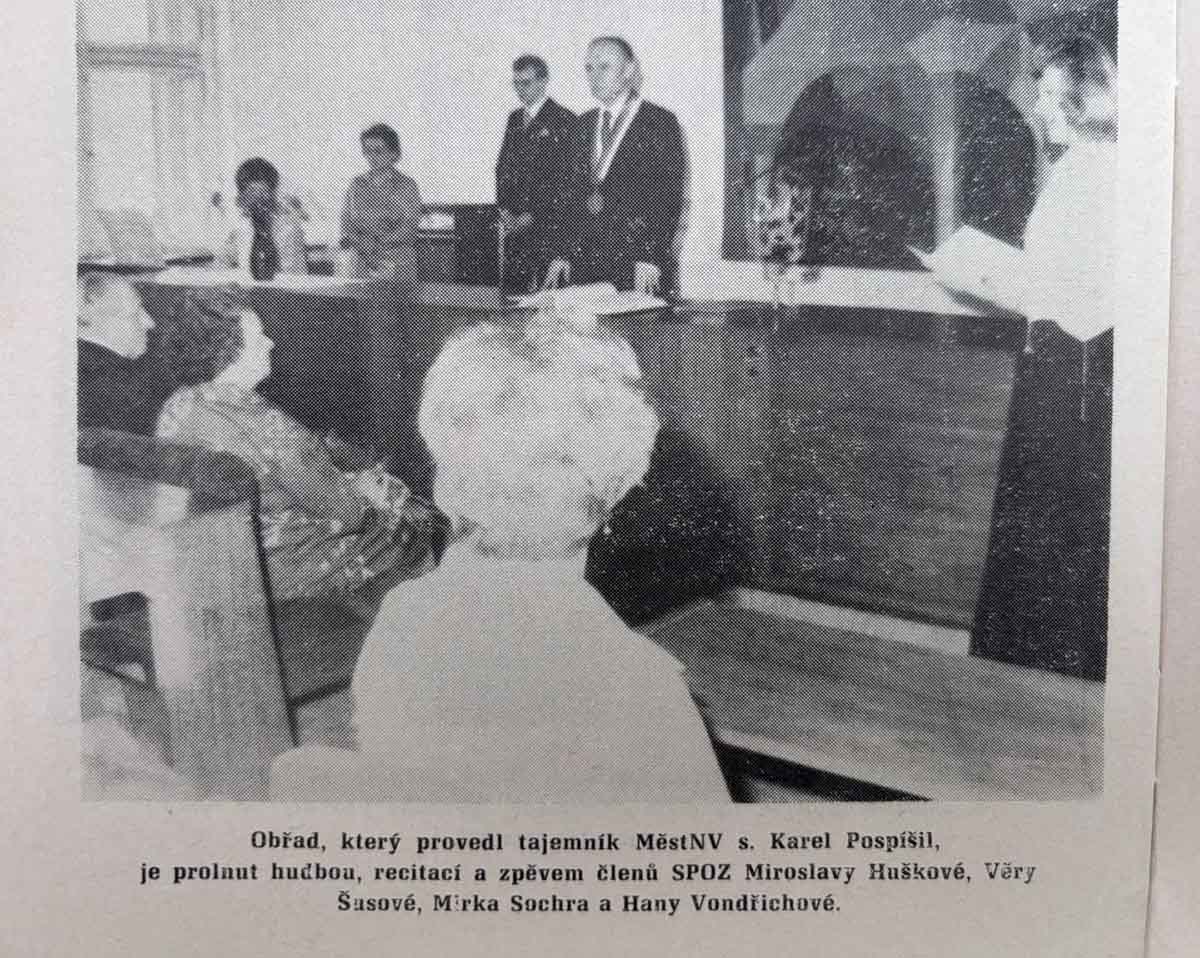 Obřad, který provedl tajemník MěstNV s. Karel Pospíšil,
je prolnut hudbou, recitací a zpěvem členů SPOZ Miroslavy Huškové, Věry
Šusové, Mirka Sochra a Hany Vondřichové.